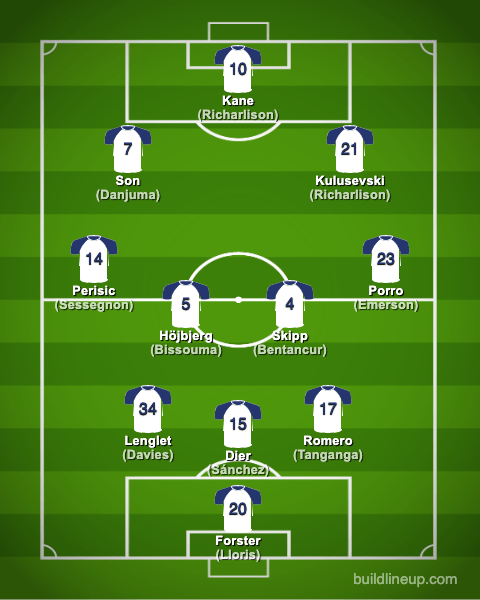 10
Kane
(Richarlison)
7
Son
(Danjuma)
21
Kulusevski
(Richarlison)
14
Perisic
(Sessegnon)
23
Porro
(Emerson)
5
Höjbjerg
(Bissouma)
4
Skipp
(Bentancur)
34
Lenglet
(Davies)
15
Dier
(Sánchez)
17
Romero
(Tanganga)
20
Forster
(Lloris)
buildlineup.com